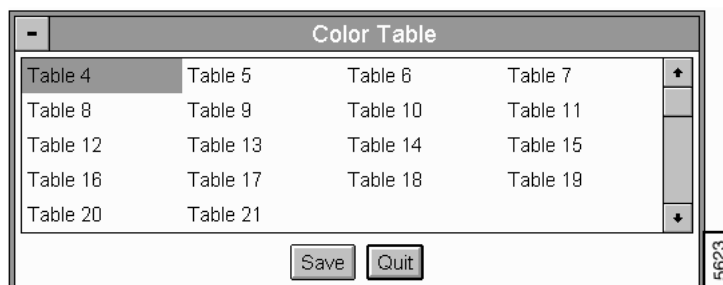 Color Table
Table 4 Table 5 Table 6 Table 7
Table 8 Table 9 Table 10 Table 11
Table 12 Table 13 Table 14 Table 15
Table 16 Table 17 Table 18 Table 19
Table 20 Table 21
Save Quit
5623